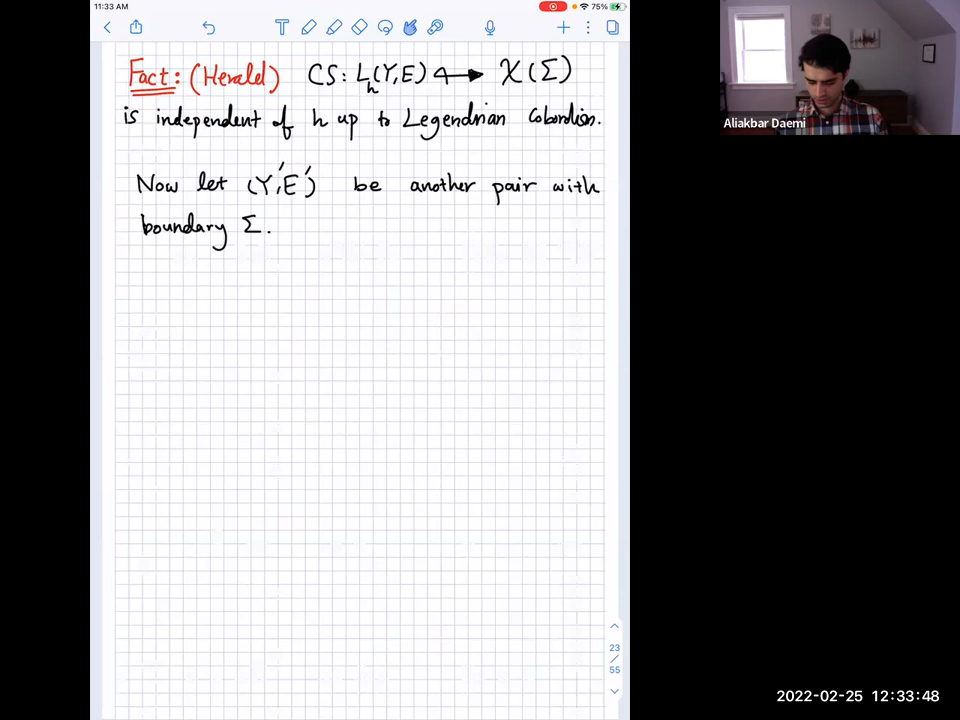 11:33 AM
75%
Fact: (Herald) CS: L_h(Y,E) ↔ χ(Σ)
is independent of h up to Legendrian Cobordism.
Now let (Y',E') be another pair with
boundary Σ.
23
/
55
Aliakbar Daemi
2022-02-25 12:33:48